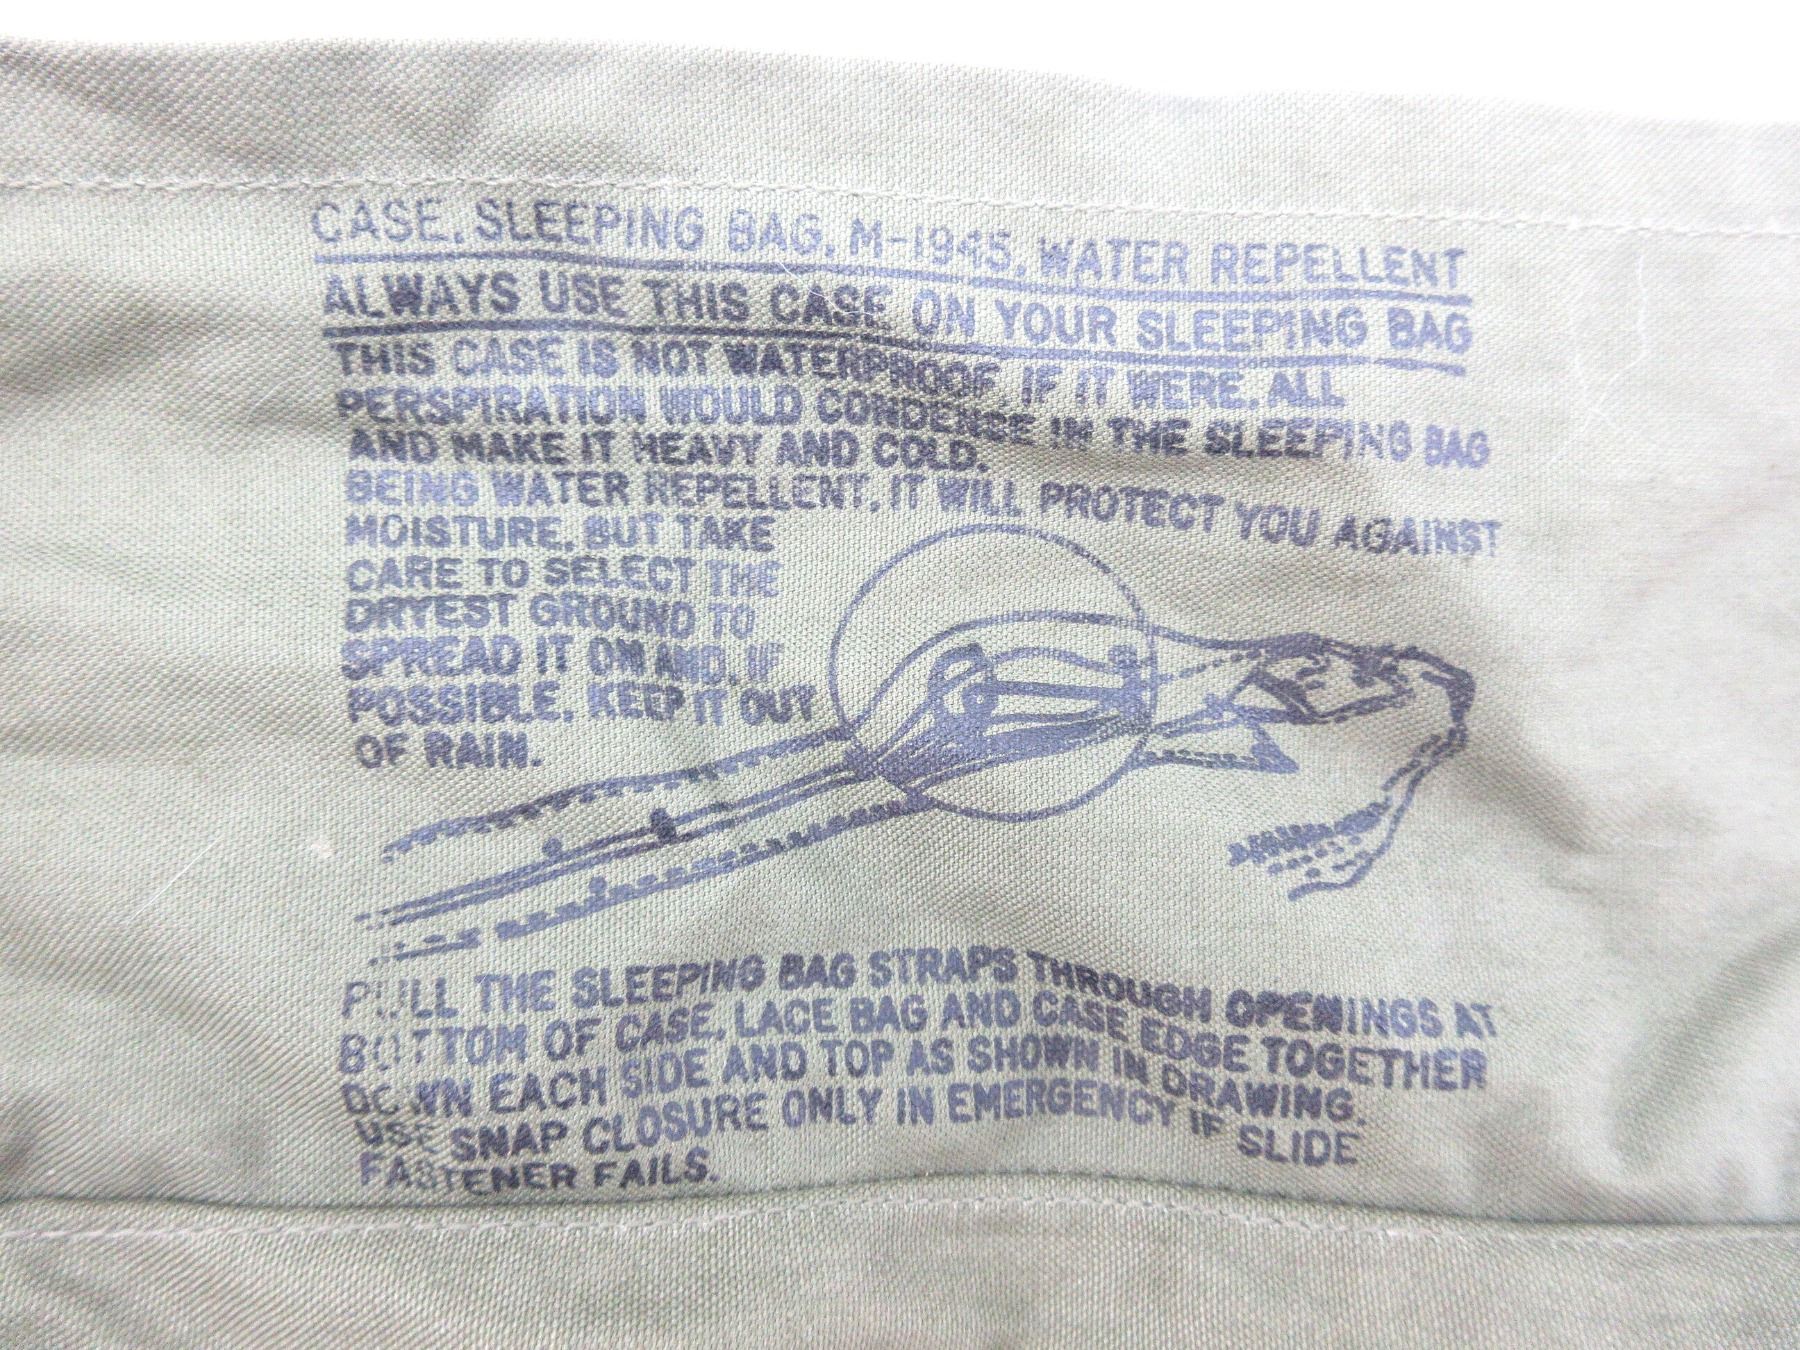 CASE, SLEEPING BAG, M-1945, WATER REPELLENT
ALWAYS USE THIS CASE ON YOUR SLEEPING BAG
THIS CASE IS NOT WATERPROOF, IF IT WERE, ALL
PERSPIRATION WOULD CONDENSE IN THE SLEEPING BAG
AND MAKE IT HEAVY AND COLD.
BEING WATER REPELLENT, IT WILL PROTECT YOU AGAINST
MOISTURE, BUT TAKE
CARE TO SELECT THE
DRYEST GROUND TO
SPREAD IT ON AND, IF
POSSIBLE, KEEP IT OUT
OF RAIN.
PULL THE SLEEPING BAG STRAPS THROUGH OPENINGS AT
BOTTOM OF CASE, LACE BAG AND CASE EDGE TOGETHER
DOWN EACH SIDE AND TOP AS SHOWN IN DRAWING.
USE SNAP CLOSURE ONLY IN EMERGENCY IF SLIDE
FASTENER FAILS.